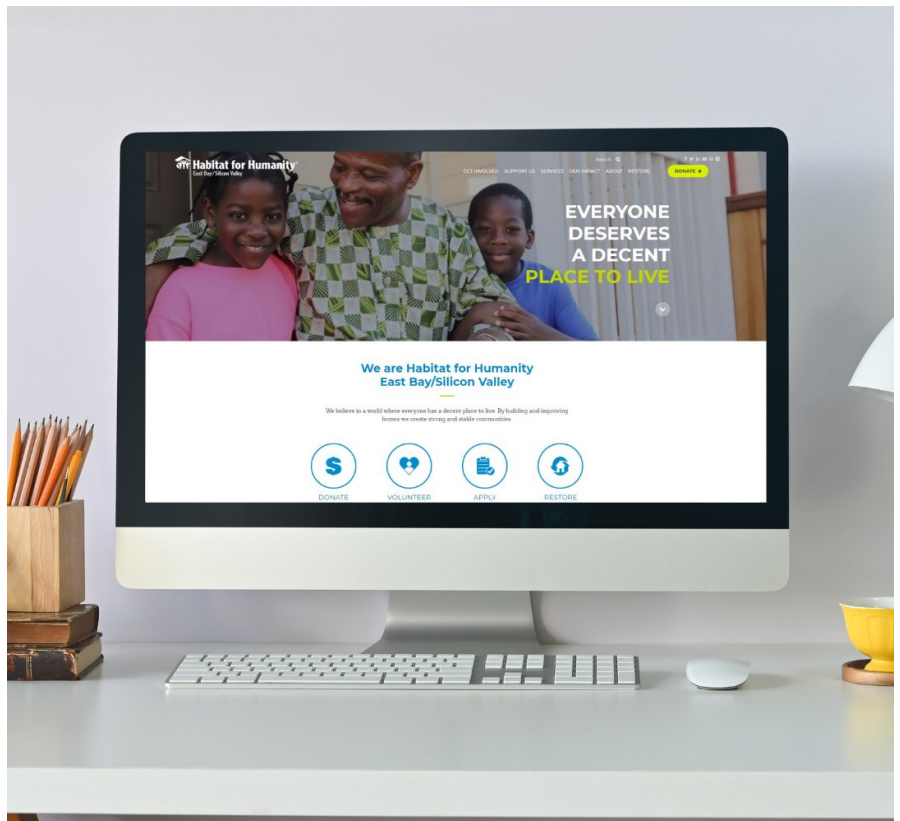 Habitat for Humanity®
East Bay/Silicon Valley
Search
GET INVOLVED SUPPORT US SERVICES OUR IMPACT ABOUT RESTORE
DONATE
EVERYONE
DESERVES
A DECENT
PLACE TO LIVE
We are Habitat for Humanity
East Bay/Silicon Valley
We believe in a world where everyone has a decent place to live. By building and improving
homes we create strong and stable communities.
DONATE VOLUNTEER APPLY RESTORE